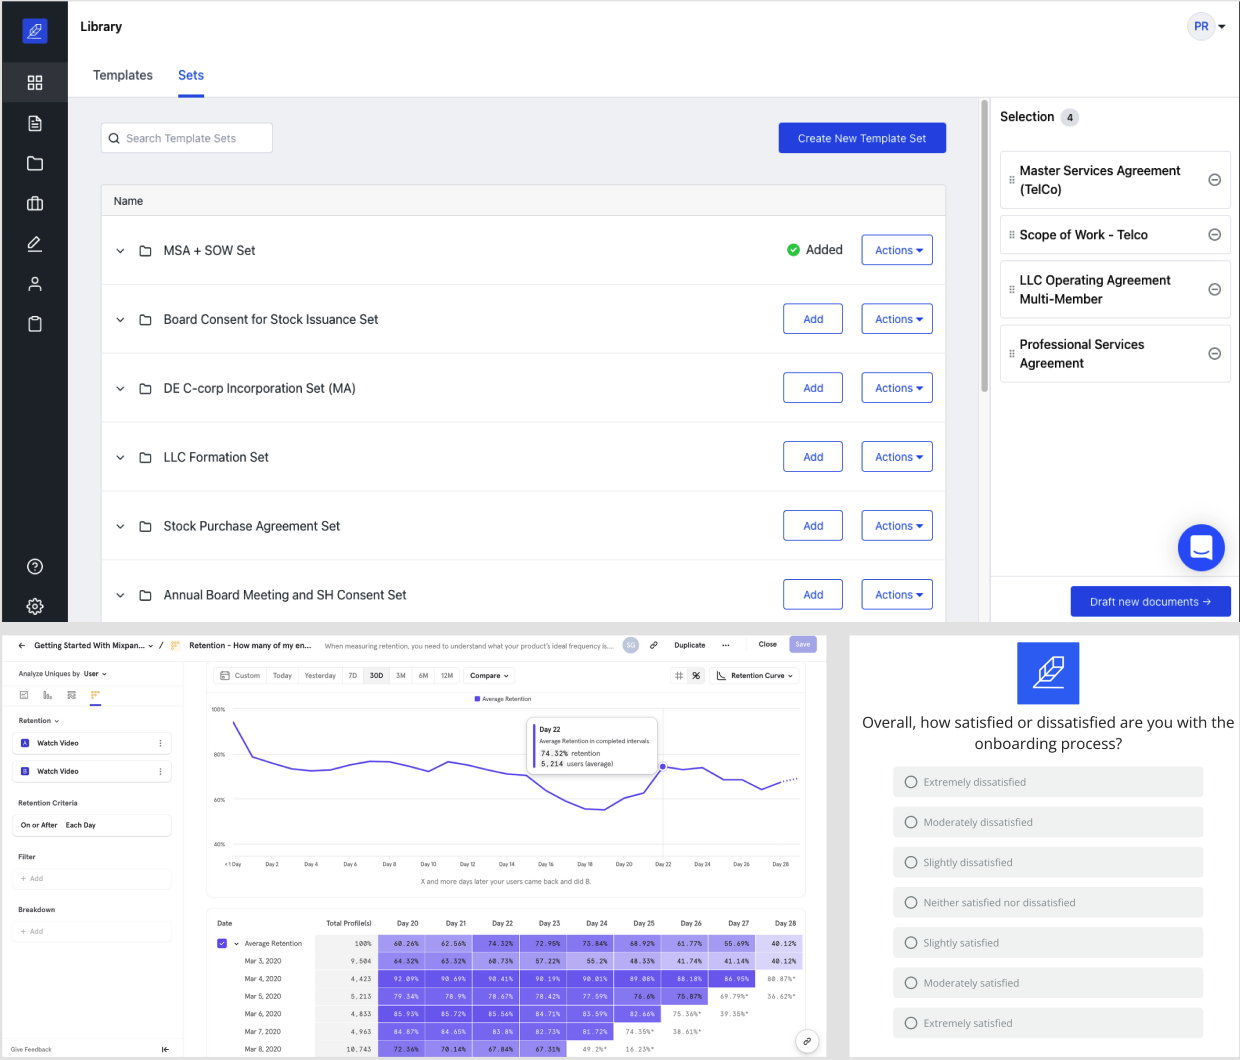 Library
PR
Templates Sets
Search Template Sets
Create New Template Set
Name
MSA + SOW Set Added Actions
Board Consent for Stock Issuance Set Add Actions
DE C-corp Incorporation Set (MA) Add Actions
LLC Formation Set Add Actions
Stock Purchase Agreement Set Add Actions
Annual Board Meeting and SH Consent Set Add Actions
Selection 4
Master Services Agreement
(TelCo)
Scope of Work - Telco
LLC Operating Agreement
Multi-Member
Professional Services
Agreement
Draft new documents →
Getting Started With Mixpan... / Retention - How many of my en... When measuring retention, you need to understand what your product's ideal frequency is... SG Duplicate ... Close Save
Analyze Uniques by User
Retention
A Watch Video
B Watch Video
Retention Criteria
On or After Each Day
Filter
+ Add
Breakdown
+ Add
Give Feedback
Custom Today Yesterday 7D 30D 3M 6M 12M Compare
# % Retention Curve
Average Retention
100%
80%
60%
40%
Day 22
Average Retention in completed intervals
74.32% retention
5,214 users (average)
< 1 Day Day 2 Day 4 Day 6 Day 8 Day 10 Day 12 Day 14 Day 16 Day 18 Day 20 Day 22 Day 24 Day 26 Day 28
X and more days later your users came back and did B.
Date Total Profile(s) Day 20 Day 21 Day 22 Day 23 Day 24 Day 25 Day 26 Day 27 Day 28
Average Retention 100% 60.26% 62.56% 74.32% 72.95% 73.84% 68.92% 61.77% 55.69% 40.12%
Mar 3, 2020 9,504 64.32% 63.32% 60.73% 57.22% 55.2% 48.33% 41.74% 41.14% 40.12%
Mar 4, 2020 4,423 92.09% 90.69% 90.41% 90.19% 90.01% 89.08% 88.18% 86.95% 80.87%*
Mar 5, 2020 5,213 79.34% 78.9% 78.67% 78.42% 77.59% 76.6% 75.87% 69.79%* 36.62%*
Mar 6, 2020 4,833 85.93% 85.72% 85.56% 84.71% 83.59% 82.66% 75.36%* 39.35%*
Mar 7, 2020 4,963 84.87% 84.65% 83.8% 82.73% 81.72% 74.35%* 38.61%*
Mar 8, 2020 10,743 72.36% 70.14% 67.84% 67.31% 49.2%* 16.23%*
Overall, how satisfied or dissatisfied are you with the
onboarding process?
Extremely dissatisfied
Moderately dissatisfied
Slightly dissatisfied
Neither satisfied nor dissatisfied
Slightly satisfied
Moderately satisfied
Extremely satisfied